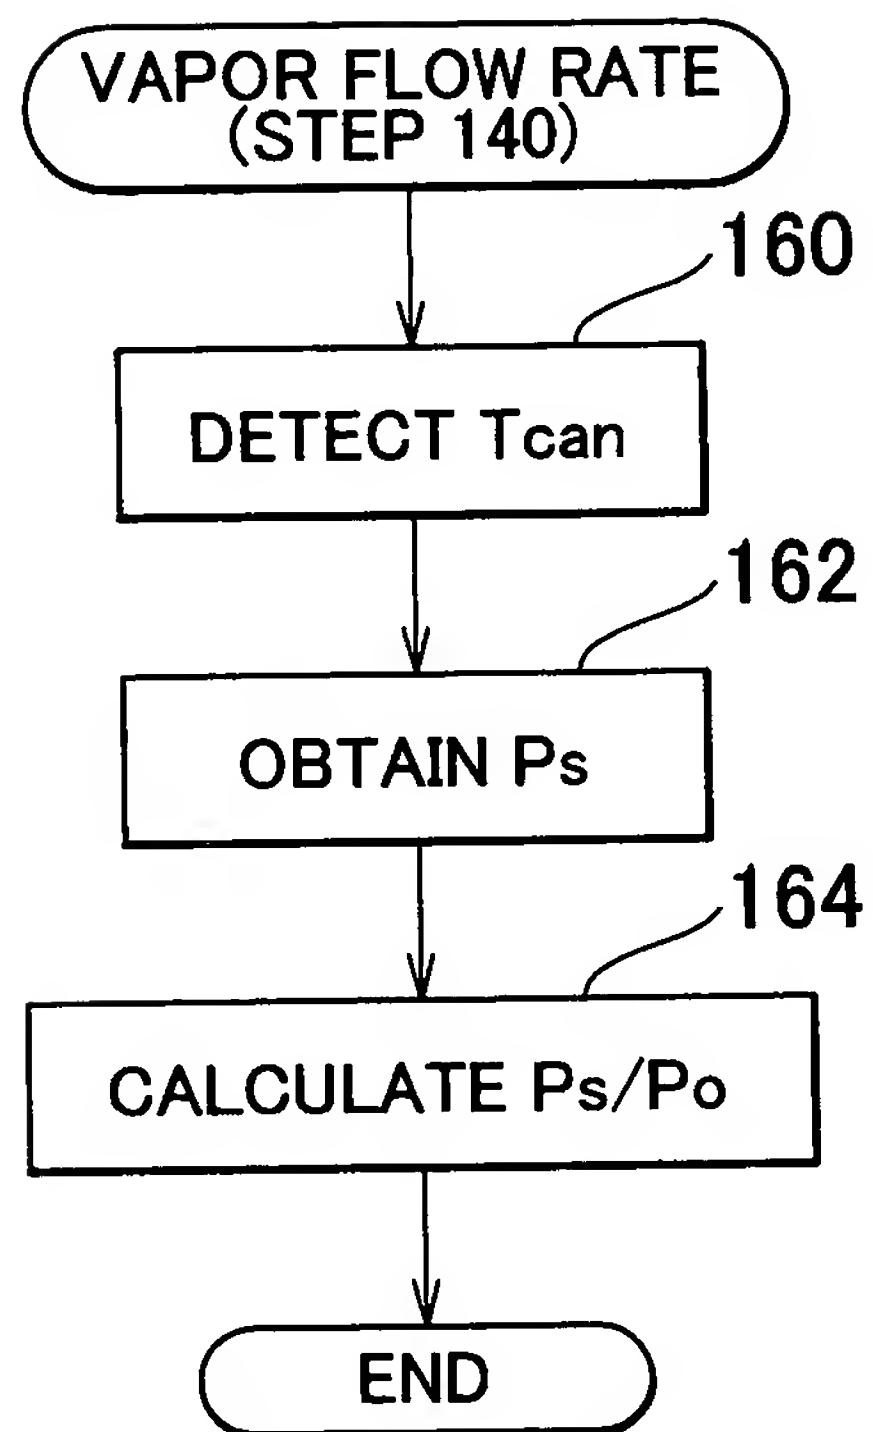 VAPOR FLOW RATE
(STEP 140)
160
DETECT Tcan
162
OBTAIN Ps
164
CALCULATE Ps/Po
END